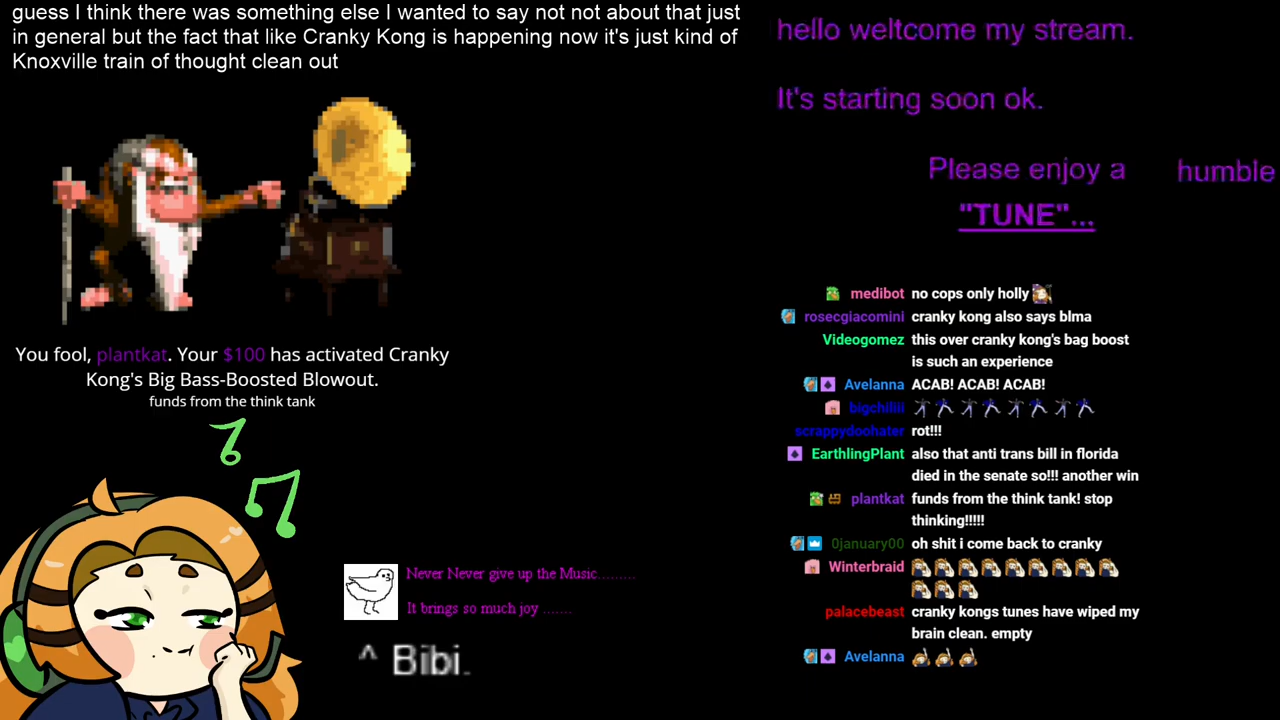 guess I think there was something else I wanted to say not not about that just
in general but the fact that like Cranky Kong is happening now it's just kind of
Knoxville train of thought clean out
hello weltcome my stream.
It's starting soon ok.
Please enjoy a humble
"TUNE"...
You fool, plantkat. Your $100 has activated Cranky
Kong's Big Bass-Boosted Blowout.
funds from the think tank
medibot no cops only holly
rosecgiacomini cranky kong also says blma
Videogomez this over cranky kong's bag boost
is such an experience
Avelanna ACAB! ACAB! ACAB!
bigchilili
scrappydoohater rot!!!
EarthlingPlant also that anti trans bill in florida
died in the senate so!!! another win
plantkat funds from the think tank! stop
thinking!!!!!
0january00 oh shit i come back to cranky
Winterbraid
palacebeast cranky kongs tunes have wiped my
brain clean. empty
Avelanna
Never Never give up the Music.........
It brings so much joy .......
^ Bibi.